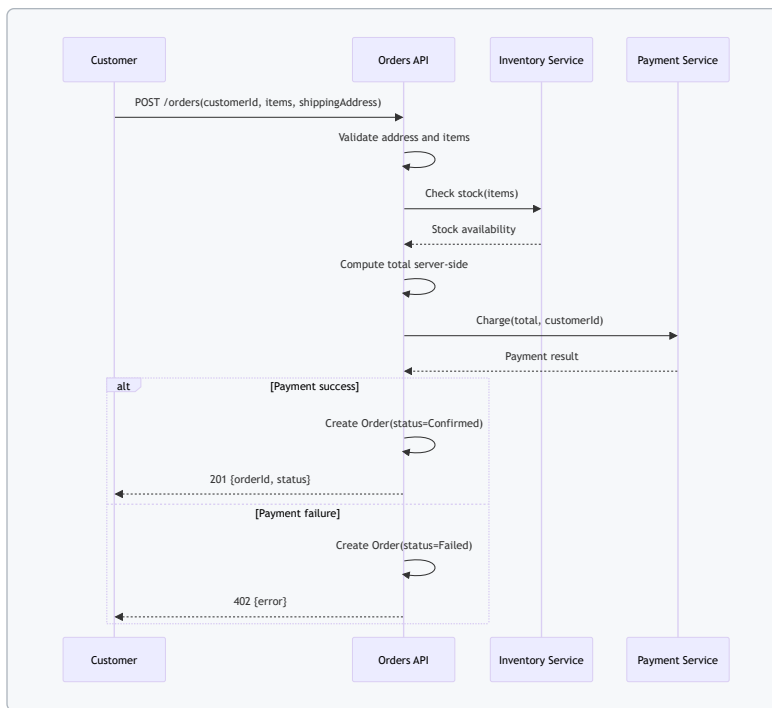 Customer
Orders API
Inventory Service
Payment Service
POST /orders(customerId, items, shippingAddress)
Validate address and items
Check stock(items)
Stock availability
Compute total server-side
Charge(total, customerId)
Payment result
alt
[Payment success]
Create Order(status=Confirmed)
201 {orderId, status}
[Payment failure]
Create Order(status=Failed)
402 {error}
Customer
Orders API
Inventory Service
Payment Service